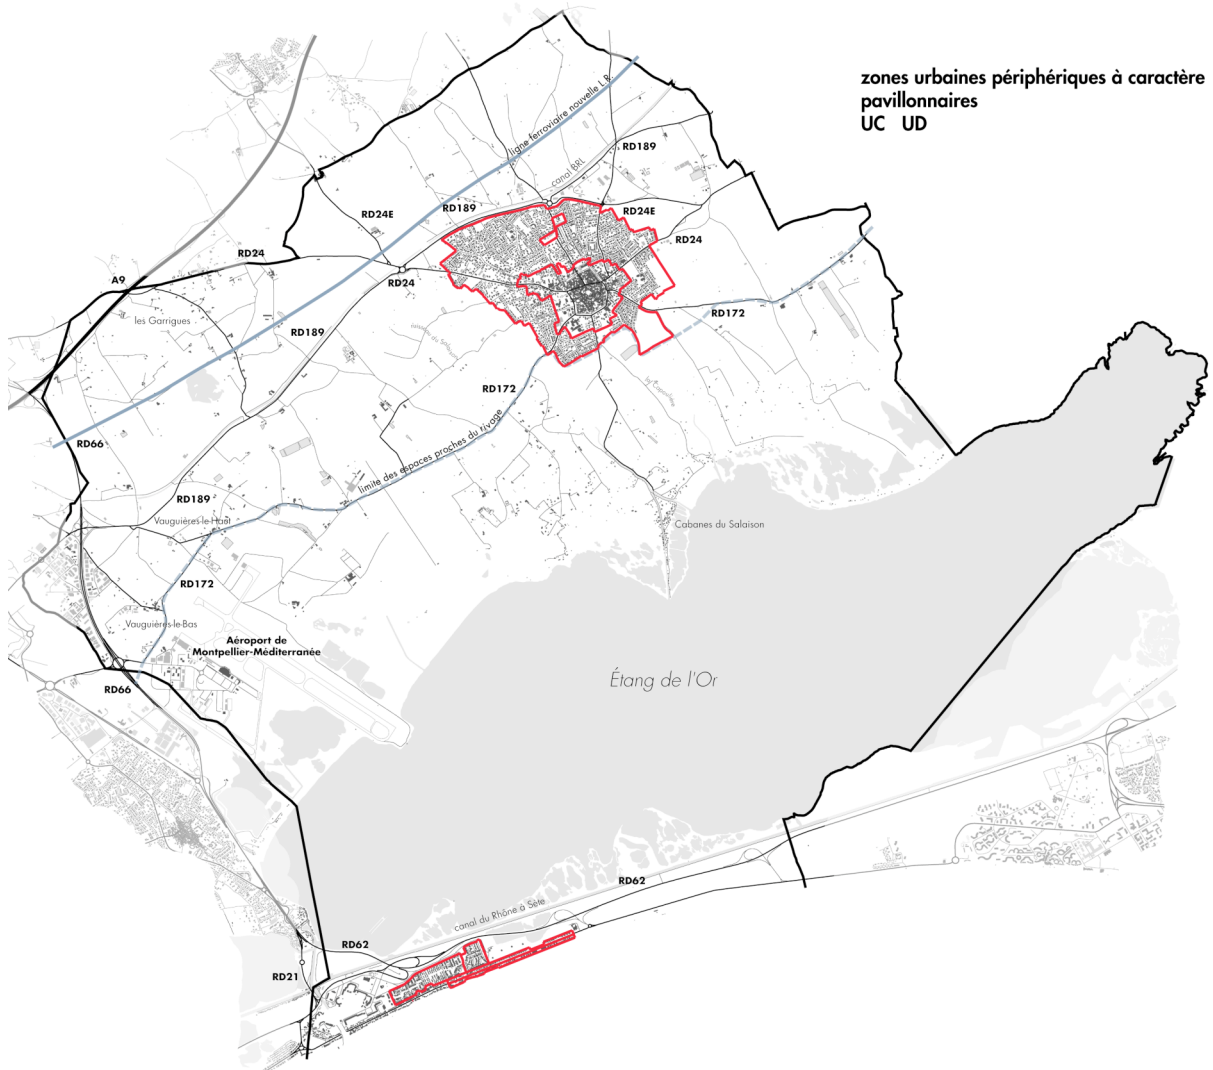 zones urbaines périphériques à caractère
pavillonnaires
UC UD
ligne ferroviaire nouvelle L.R.
RD189
canal BRL
RD24E
RD189
RD24E
RD24
RD24
A9
RD24
les Garrigues
RD189
RD172
RD172
limite des espaces proches du rivage
RD66
RD189
Vauguières-le-Haut
Cabanes du Salaison
RD172
Vauguières-le-Bas
Aéroport de
Montpellier-Méditerranée
RD66
Étang de l'Or
RD62
canal du Rhône à Sète
RD62
RD21